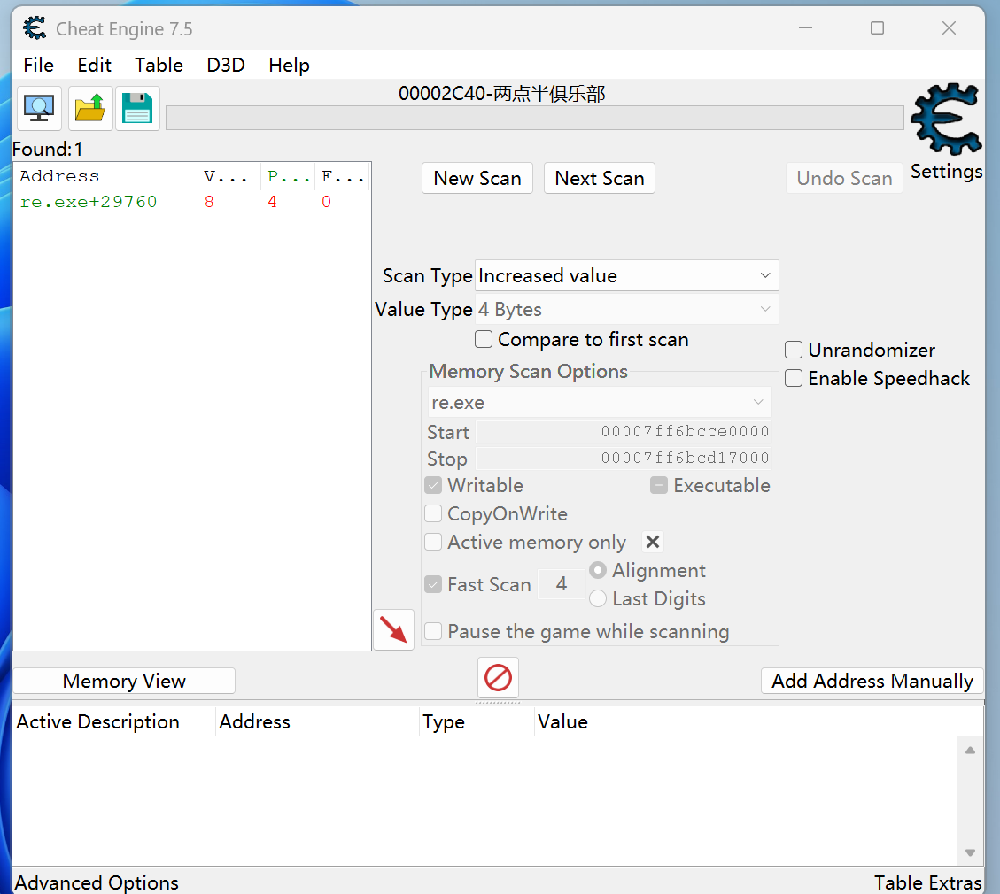 Cheat Engine 7.5
File Edit Table D3D Help
00002C40-两点半俱乐部
Found:1
Settings
Address V... P... F...
re.exe+29760 8 4 0
New Scan Next Scan Undo Scan
Scan Type Increased value
Value Type 4 Bytes
Compare to first scan
Unrandomizer
Enable Speedhack
Memory Scan Options
re.exe
Start 00007ff6bcce0000
Stop 00007ff6bcd17000
Writable Executable
CopyOnWrite
Active memory only
Fast Scan 4 Alignment
Last Digits
Pause the game while scanning
Memory View Add Address Manually
Active Description Address Type Value
Advanced Options Table Extras